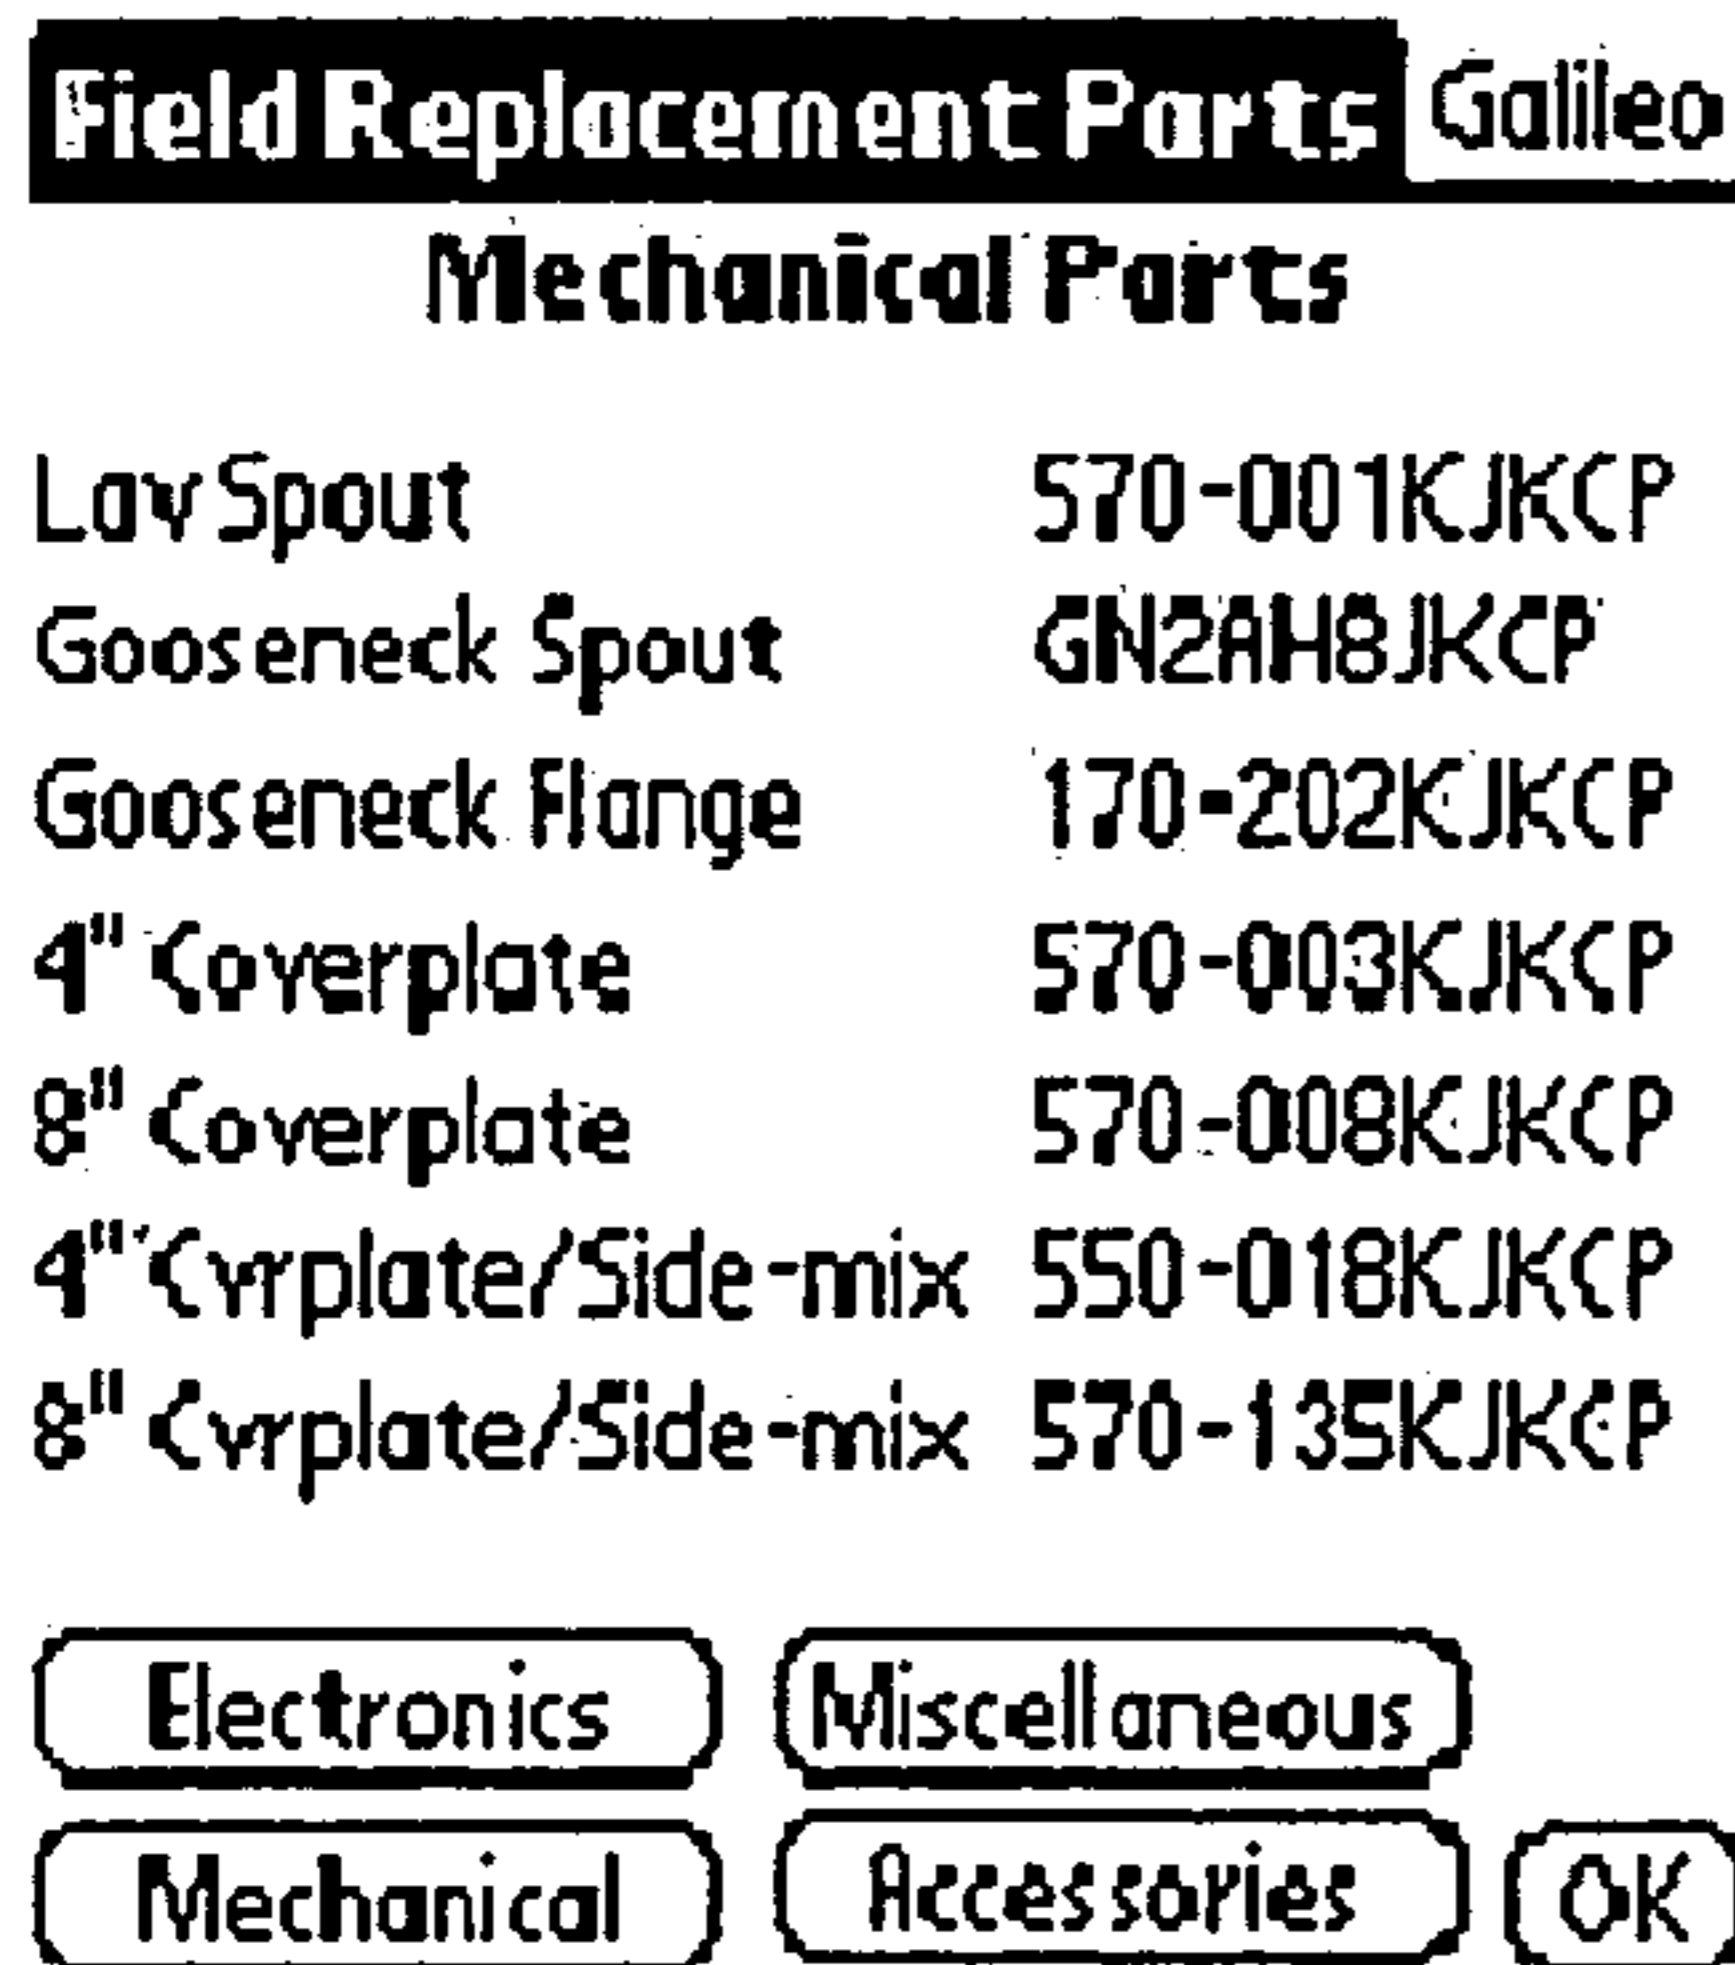 Field Replacement Parts Galileo
Mechanical Parts
Lav Spout 570-001KJKCP
Gooseneck Spout GN2AH8JKCP
Gooseneck Flange 170-202KJKCP
4" Coverplate 570-003KJKCP
8" Coverplate 570-008KJKCP
4" Cvrplate/Side-mix 550-018KJKCP
8" Cvrplate/Side-mix 570-135KJKCP
Electronics Miscellaneous
Mechanical Accessories OK